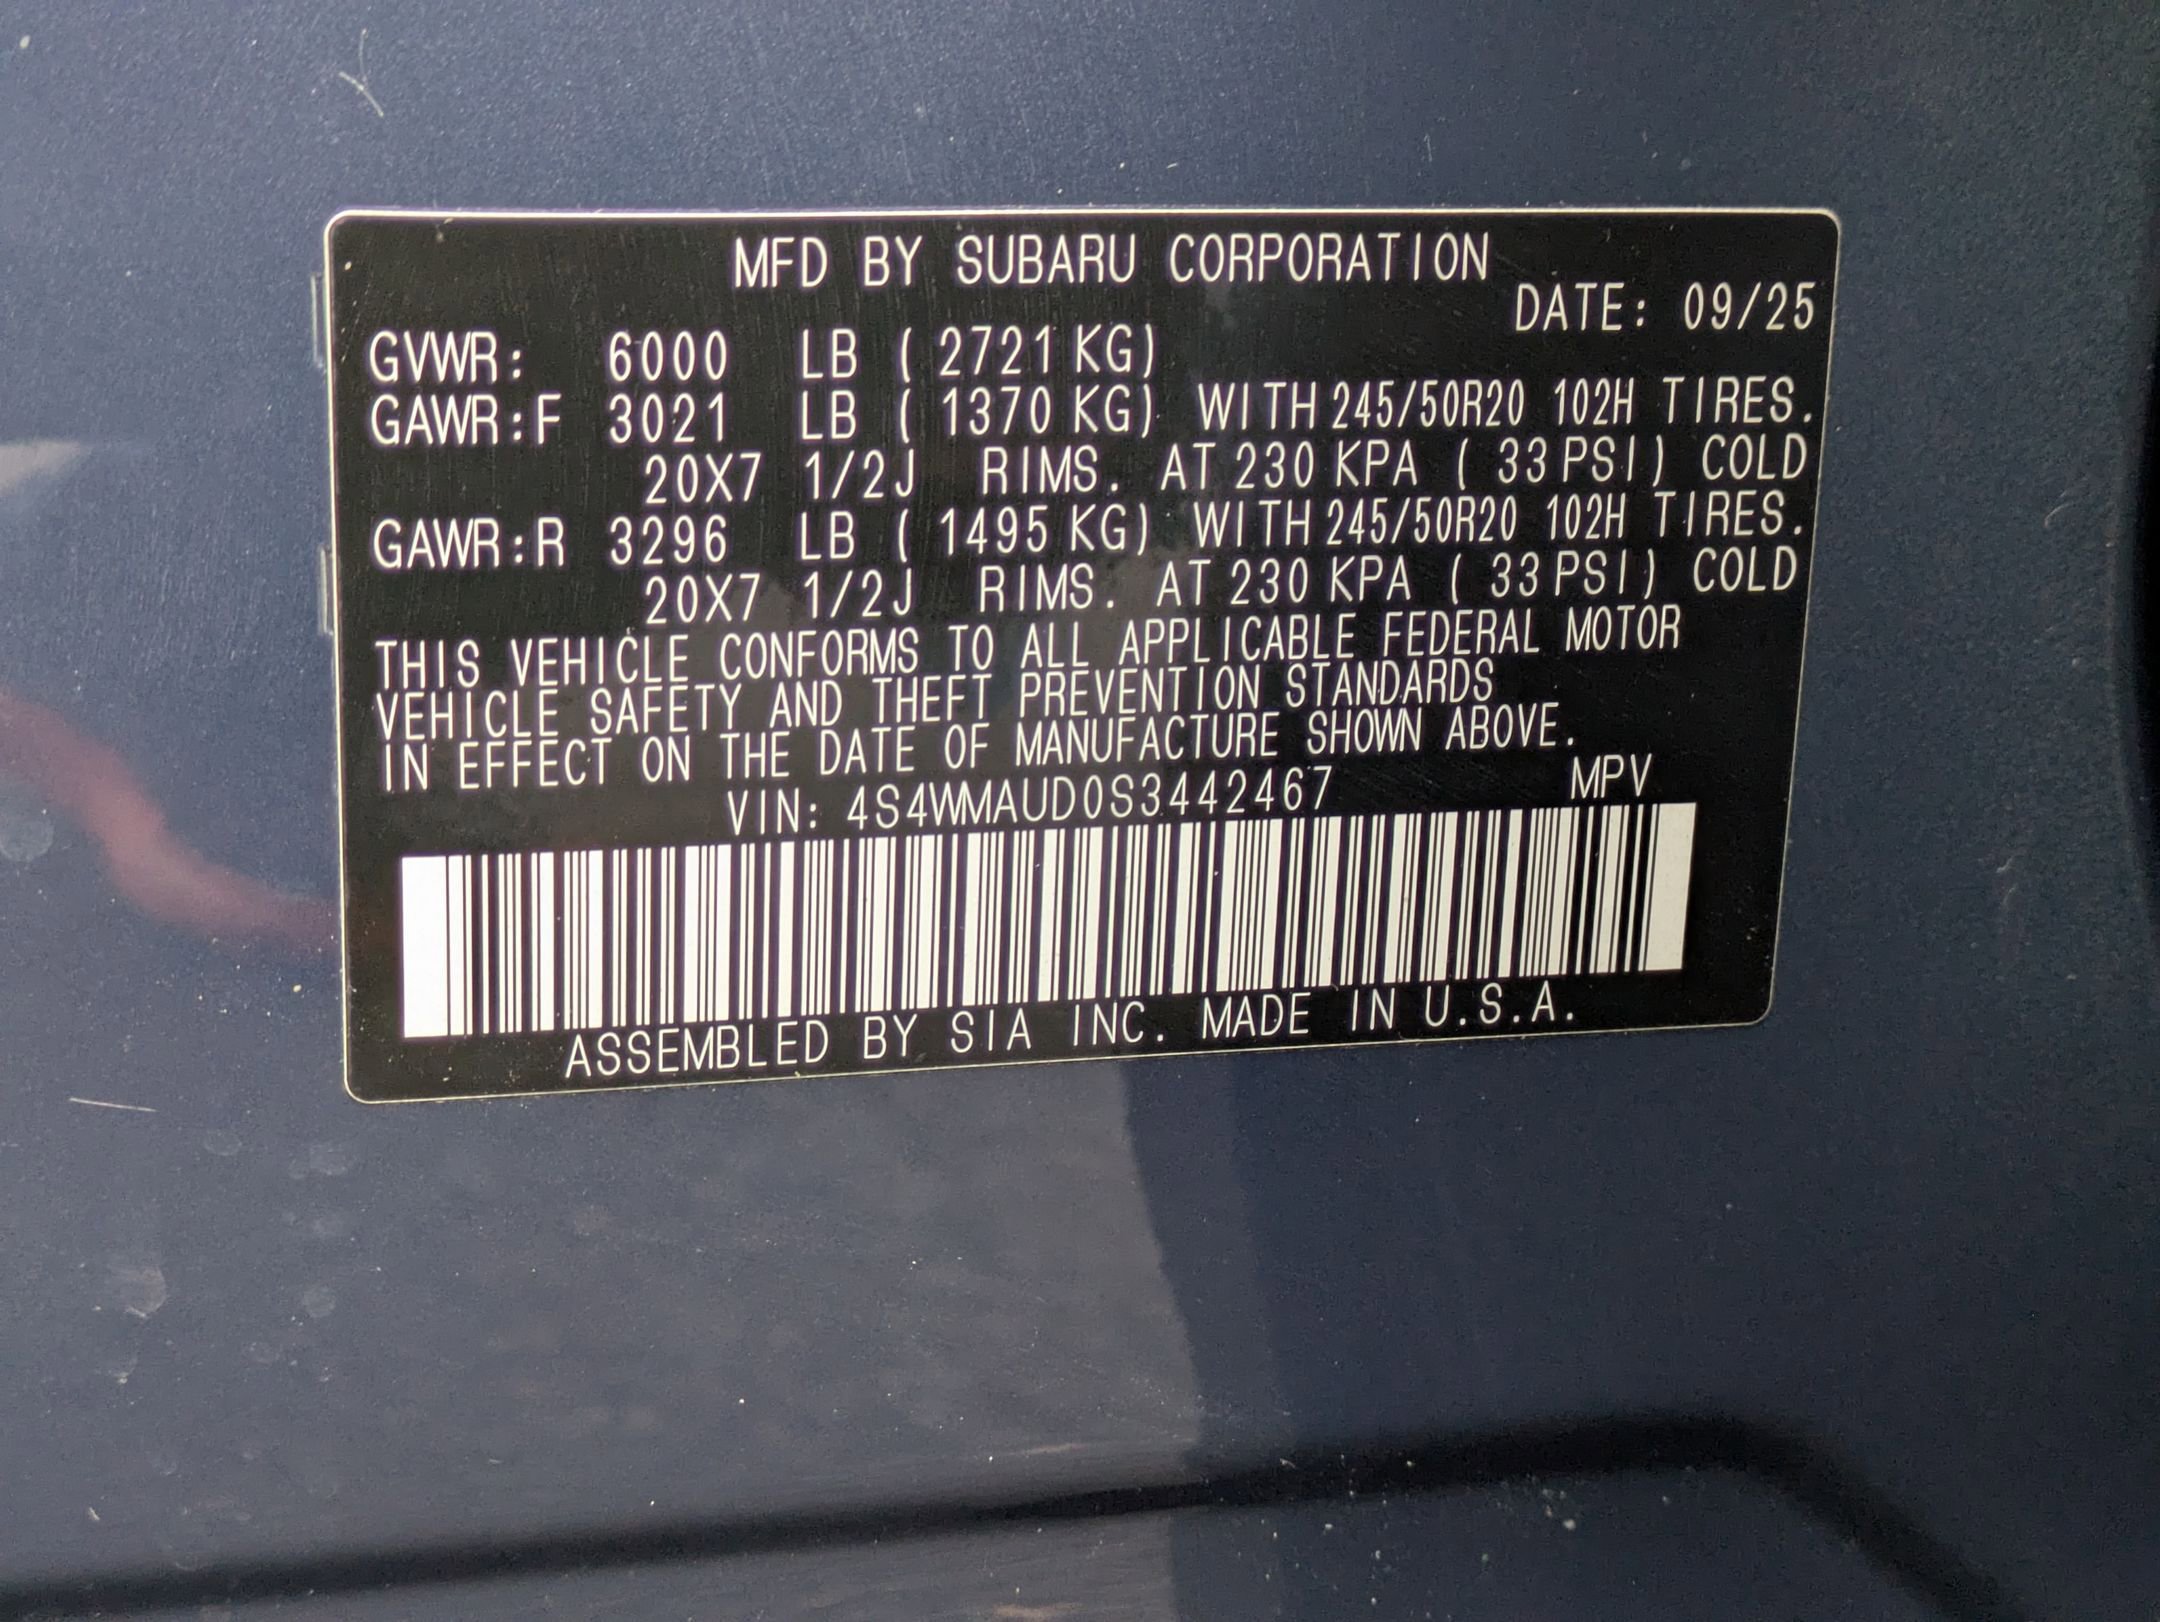 MFD BY SUBARU CORPORATION
DATE: 09/25
GVWR: 6000 LB ( 2721 KG)
GAWR:F 3021 LB ( 1370 KG) WITH 245/50R20 102H TIRES.
20X7 1/2J RIMS. AT 230 KPA ( 33 PSI) COLD
GAWR:R 3296 LB ( 1495 KG) WITH 245/50R20 102H TIRES.
20X7 1/2J RIMS. AT 230 KPA ( 33 PSI) COLD
THIS VEHICLE CONFORMS TO ALL APPLICABLE FEDERAL MOTOR
VEHICLE SAFETY AND THEFT PREVENTION STANDARDS
IN EFFECT ON THE DATE OF MANUFACTURE SHOWN ABOVE.
VIN: 4S4WMAUD0S3442467 MPV
ASSEMBLED BY SIA INC. MADE IN U.S.A.